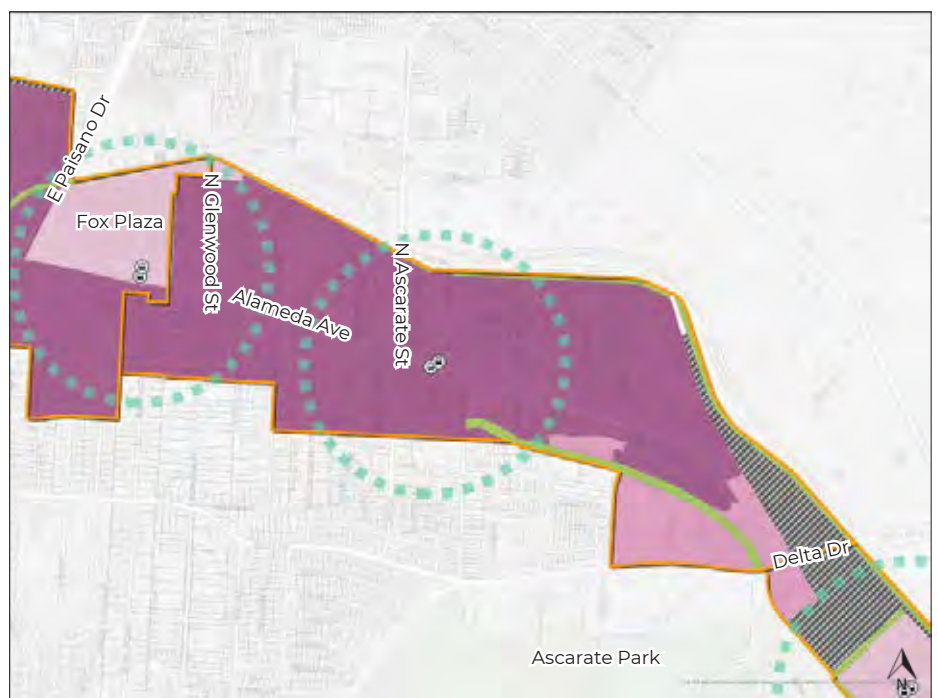 E Paisano Dr
Fox Plaza
N Glenwood St
Alameda Ave
N Ascarate St
Delta Dr
Ascarate Park
N